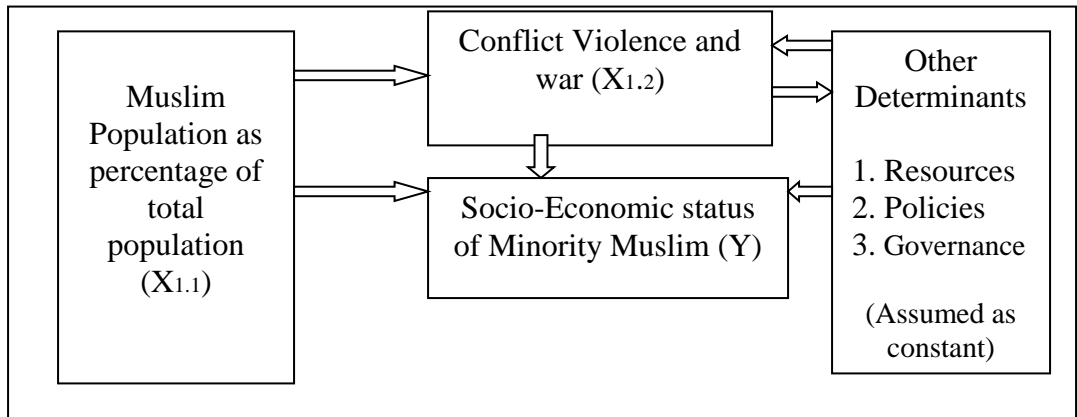 Muslim
Population as
percentage of
total
population
(X1.1)
Conflict Violence and
war (X1.2)
Socio-Economic status
of Minority Muslim (Y)
Other
Determinants
1. Resources
2. Policies
3. Governance
(Assumed as
constant)